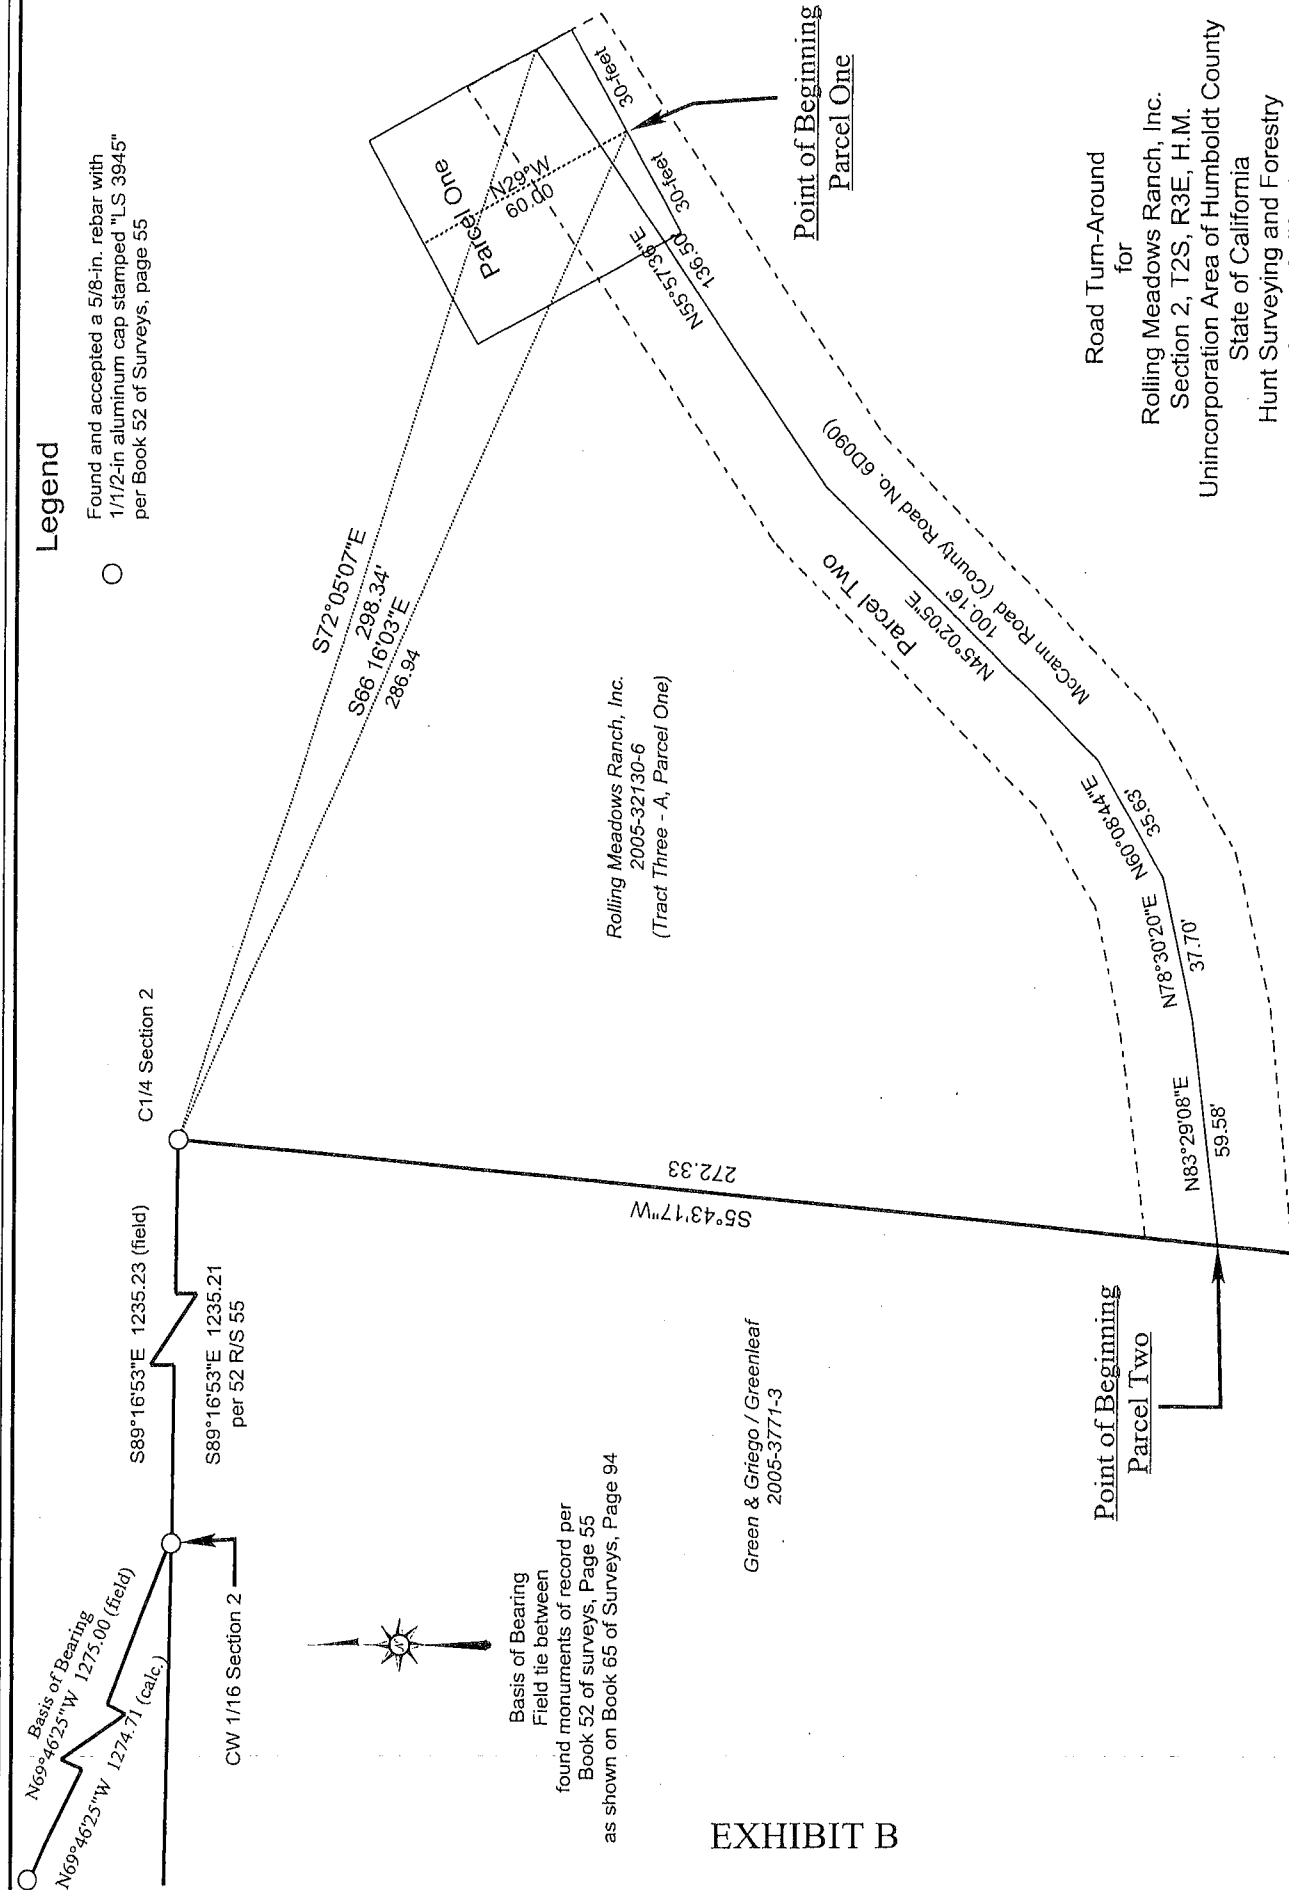 Legend
Found and accepted a 5/8-in. rebar with
1/1/2-in aluminum cap stamped "LS 3945"
per Book 52 of Surveys, page 55
Basis of Bearing
N69°46'25"W 1275.00 (field)
N69°46'25"W 1274.71 (calc.)
CW 1/16 Section 2
S89°16'53"E 1235.23 (field)
S89°16'53"E 1235.21
per 52 R/S 55
C1/4 Section 2
S72°05'07"E
298.34'
S66 16'03"E
286.94
Parcel One
N29°W
60.00
30-feet
30-feet
Point of Beginning
Parcel One
N55°57'36"E
136.50'
McCann Road (County Road No. 6D090)
Parcel Two
N45°02'05"E
100.16'
N60°08'44"E
35.63'
N78°30'20"E
37.70'
N83°29'08"E
59.58'
272.33
S5°43'17"W
Rolling Meadows Ranch, Inc.
2005-32130-6
(Tract Three - A, Parcel One)
Green & Griego / Greenleaf
2005-3771-3
Point of Beginning
Parcel Two
N
Basis of Bearing
Field tie between
found monuments of record per
Book 52 of surveys, Page 55
as shown on Book 65 of Surveys, Page 94
Road Turn-Around
for
Rolling Meadows Ranch, Inc.
Section 2, T2S, R3E, H.M.
Unincorporation Area of Humboldt County
State of California
Hunt Surveying and Forestry
EXHIBIT B